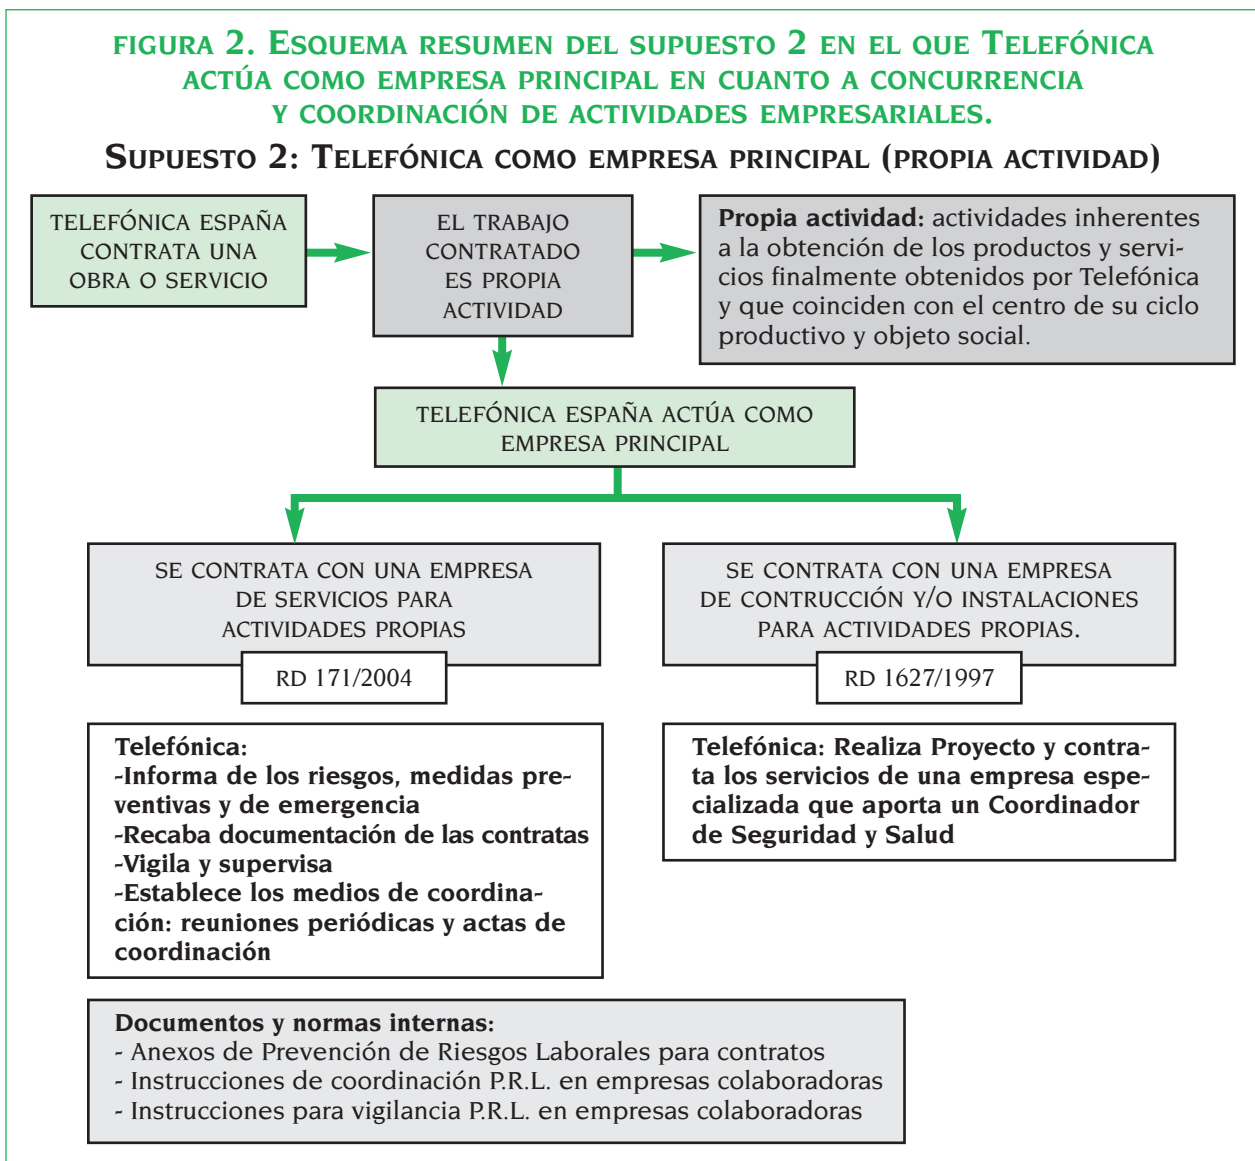 FIGURA 2. ESQUEMA RESUMEN DEL SUPUESTO 2 EN EL QUE TELEFÓNICA
ACTÚA COMO EMPRESA PRINCIPAL EN CUANTO A CONCURRENCIA
Y COORDINACIÓN DE ACTIVIDADES EMPRESARIALES.
SUPUESTO 2: TELEFÓNICA COMO EMPRESA PRINCIPAL (PROPIA ACTIVIDAD)
TELEFÓNICA ESPAÑA
CONTRATA UNA
OBRA O SERVICIO
EL TRABAJO
CONTRATADO
ES PROPIA
ACTIVIDAD
Propia actividad: actividades inherentes
a la obtención de los productos y servi-
cios finalmente obtenidos por Telefónica
y que coinciden con el centro de su ciclo
productivo y objeto social.
TELEFÓNICA ESPAÑA ACTÚA COMO
EMPRESA PRINCIPAL
SE CONTRATA CON UNA EMPRESA
DE SERVICIOS PARA
ACTIVIDADES PROPIAS
RD 171/2004
SE CONTRATA CON UNA EMPRESA
DE CONTRUCCIÓN Y/O INSTALACIONES
PARA ACTIVIDADES PROPIAS.
RD 1627/1997
Telefónica:
-Informa de los riesgos, medidas pre-
ventivas y de emergencia
-Recaba documentación de las contratas
-Vigila y supervisa
-Establece los medios de coordina-
ción: reuniones periódicas y actas de
coordinación
Telefónica: Realiza Proyecto y contra-
ta los servicios de una empresa espe-
cializada que aporta un Coordinador
de Seguridad y Salud
Documentos y normas internas:
- Anexos de Prevención de Riesgos Laborales para contratos
- Instrucciones de coordinación P.R.L. en empresas colaboradoras
- Instrucciones para vigilancia P.R.L. en empresas colaboradoras